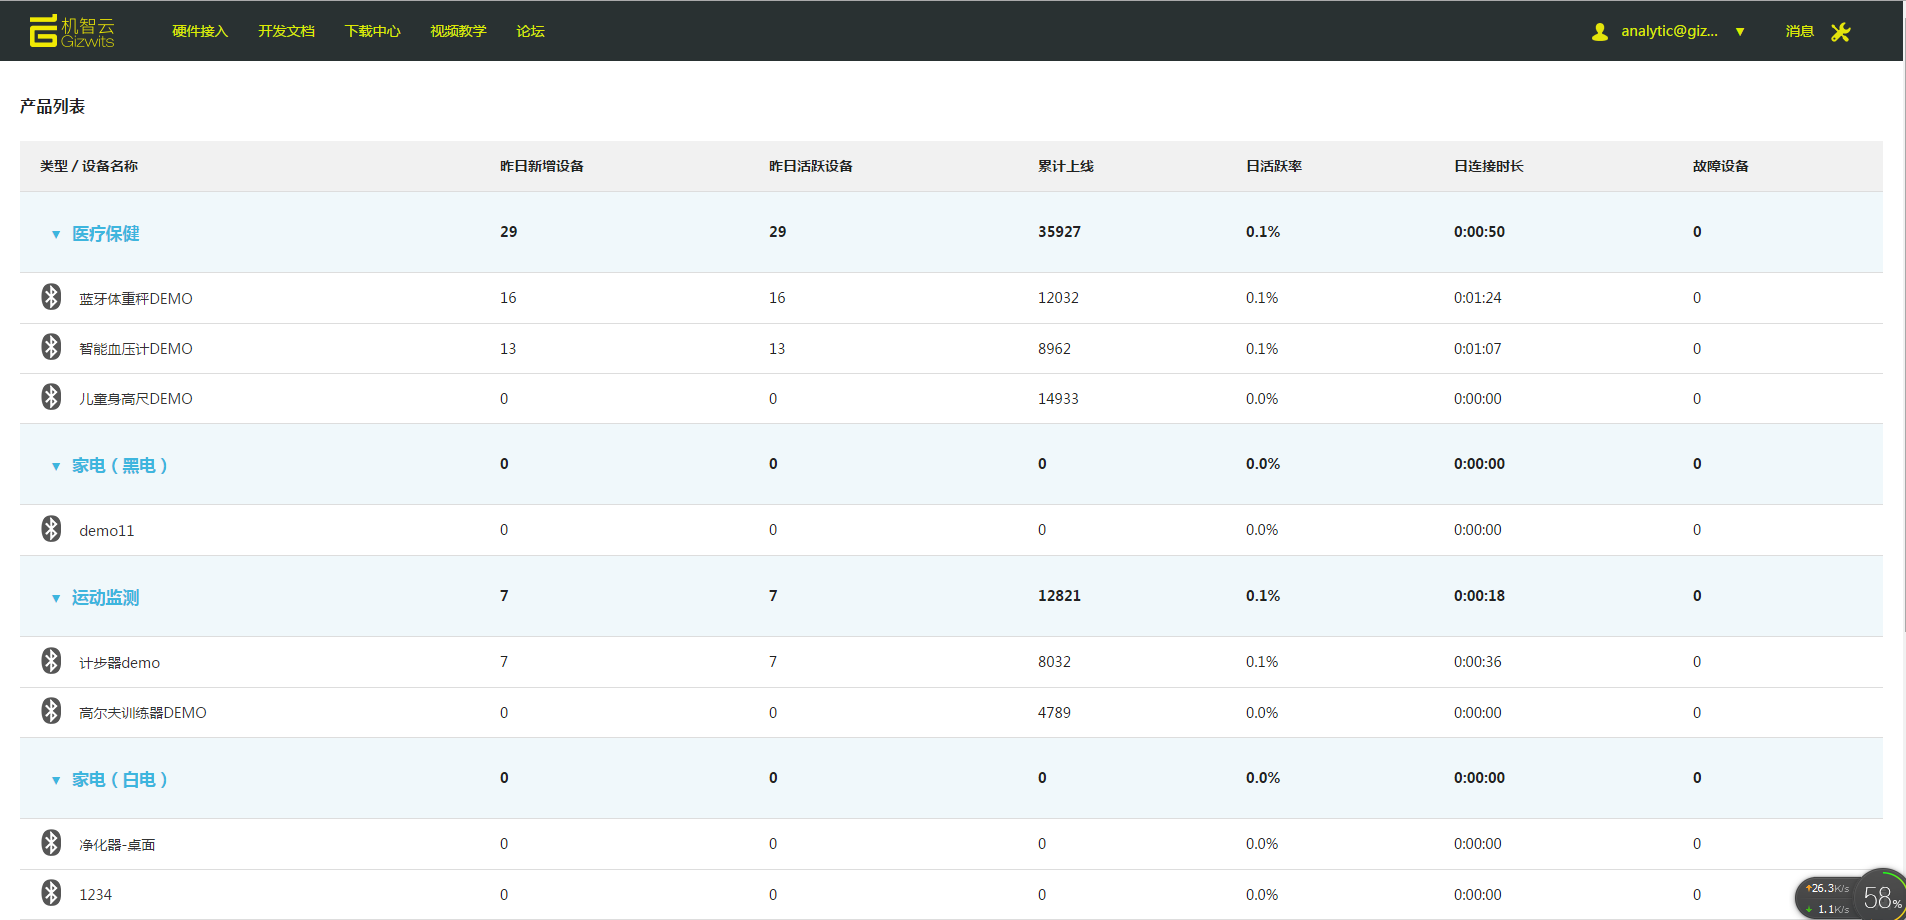 机智云 Gizwits 硬件接入 开发文档 下载中心 视频教学 论坛 analytic@giz... ▼ 消息
产品列表
类型 / 设备名称 昨日新增设备 昨日活跃设备 累计上线 日活跃率 日连接时长 故障设备
▼ 医疗保健 29 29 35927 0.1% 0:00:50 0
蓝牙体重秤DEMO 16 16 12032 0.1% 0:01:24 0
智能血压计DEMO 13 13 8962 0.1% 0:01:07 0
儿童身高尺DEMO 0 0 14933 0.0% 0:00:00 0
▼ 家电（黑电） 0 0 0 0.0% 0:00:00 0
demo11 0 0 0 0.0% 0:00:00 0
▼ 运动监测 7 7 12821 0.1% 0:00:18 0
计步器demo 7 7 8032 0.1% 0:00:36 0
高尔夫训练器DEMO 0 0 4789 0.0% 0:00:00 0
▼ 家电（白电） 0 0 0 0.0% 0:00:00 0
净化器-桌面 0 0 0 0.0% 0:00:00 0
1234 0 0 0 0.0% 0:00:00 0
26.3K/s
1.1K/s
58%